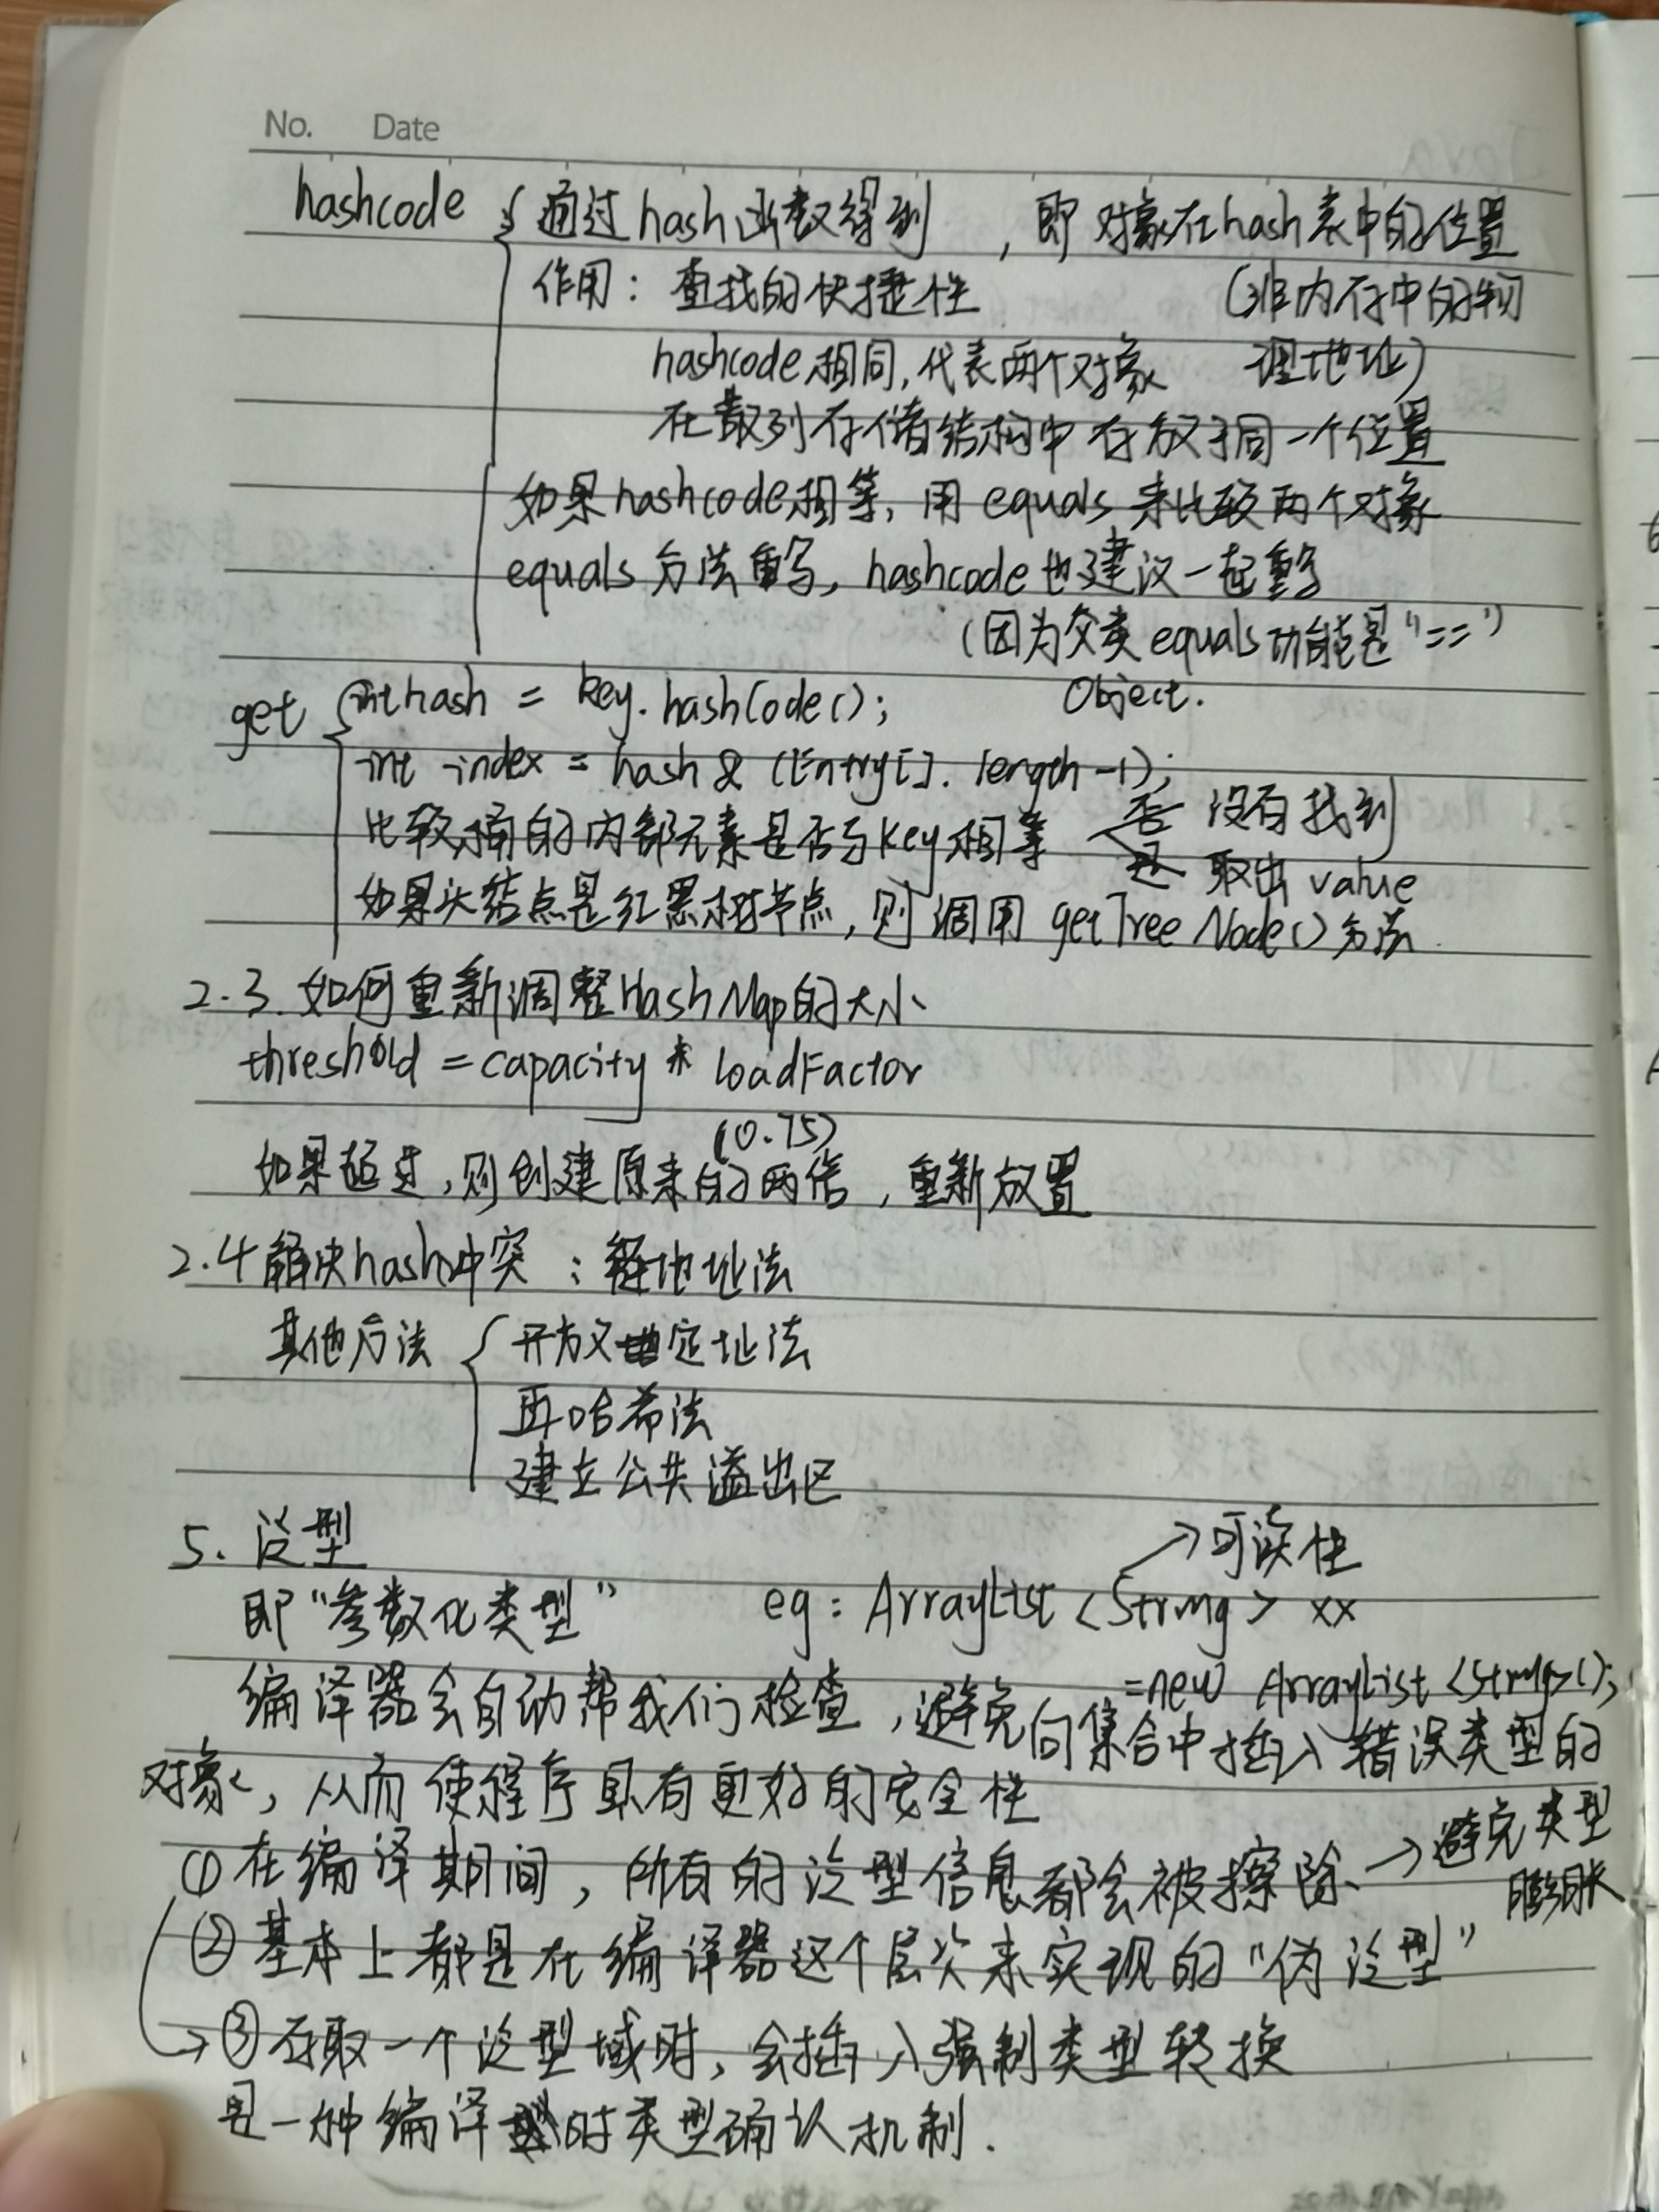 No. Date
hashcode 通过hash函数得到 ，即对象在hash表中的位置
作用：查找的快捷性 （非内存中的物
hashcode相同，代表两个对象 理地址）
在散列存储结构中存放于同一个位置
如果hashcode相等，用equals来比较两个对象
equals方法重写，hashcode也建议一起重写
（因为父类equals功能是"=="）
Object.
get int hash = key.hashCode();
int index = hash & (Entry[].length-1);
比较桶的内部元素是否与key相等 否 没有找到
是 取出value
如果头结点是红黑树节点，则调用getTreeNode()方法.
2.3.如何重新调整HashMap的大小
threshold = capacity * loadFactor
(0.75)
如果超过，则创建原来的两倍，重新放置
2.4解决hash冲突：链地址法
其他方法 开放定址法
再哈希法
建立公共溢出区
5.泛型 →可读性
即"参数化类型" eg: ArrayList <String> xx
=new ArrayList<String>();
编译器会自动帮我们检查，避免向集合中插入错误类型的
对象，从而使程序具有更好的安全性
①在编译期间，所有的泛型信息都会被擦除.→避免类型
膨胀
②基本上都是在编译器这个层次来实现的"伪泛型"
→③存取一个泛型域时，会插入强制类型转换
是一种编译时类型确认机制.